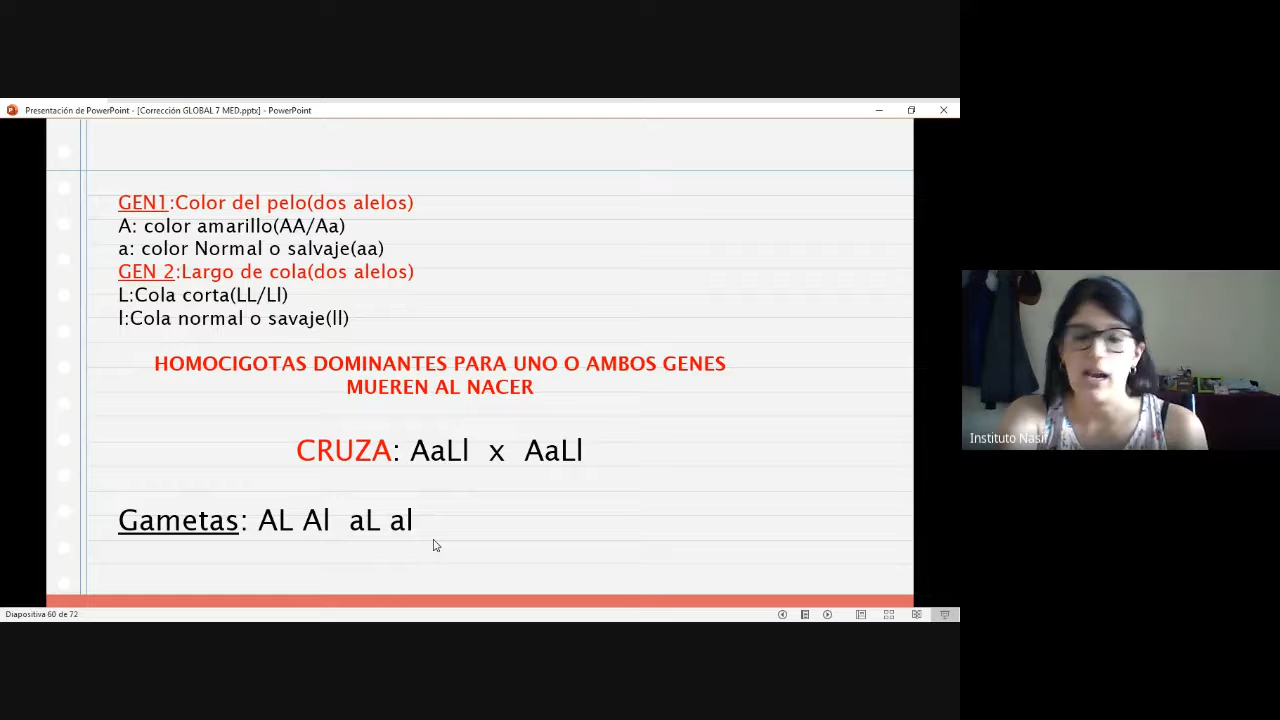 Presentación de PowerPoint - [Corrección GLOBAL 7 MED.pptx] - PowerPoint
GEN1:Color del pelo(dos alelos)
A: color amarillo(AA/Aa)
a: color Normal o salvaje(aa)
GEN 2:Largo de cola(dos alelos)
L:Cola corta(LL/Ll)
l:Cola normal o savaje(ll)
HOMOCIGOTAS DOMINANTES PARA UNO O AMBOS GENES
MUEREN AL NACER
CRUZA: AaLl x AaLl
Gametas: AL Al aL al
Diapositiva 60 de 72
Instituto Nasif